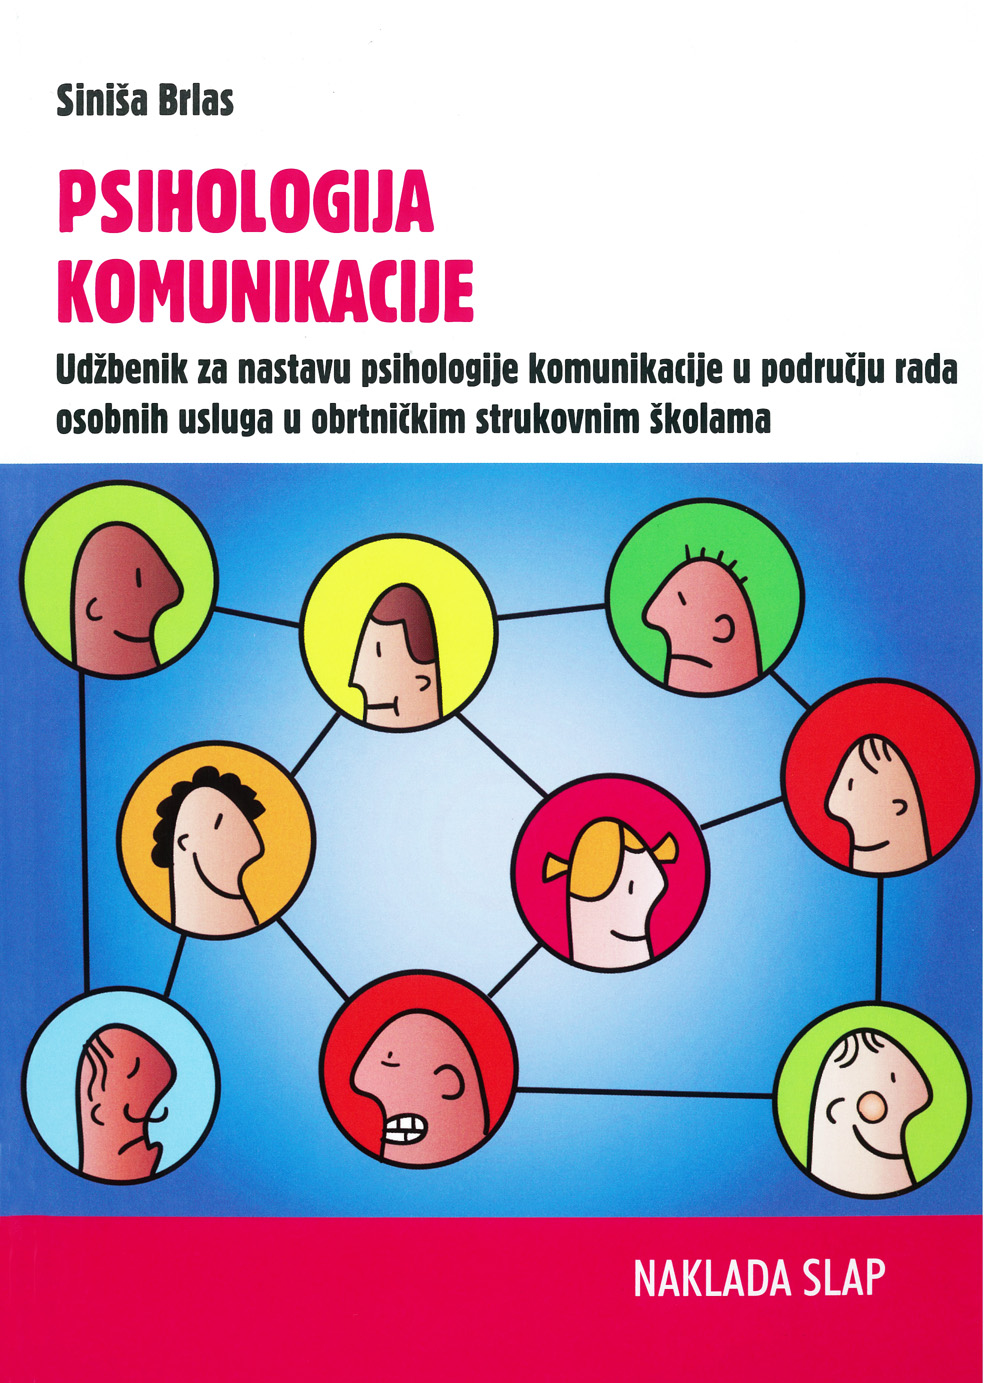 Siniša Brlas
PSIHOLOGIJA
KOMUNIKACIJE
Udžbenik za nastavu psihologije komunikacije u području rada
osobnih usluga u obrtničkim strukovnim školama
NAKLADA SLAP